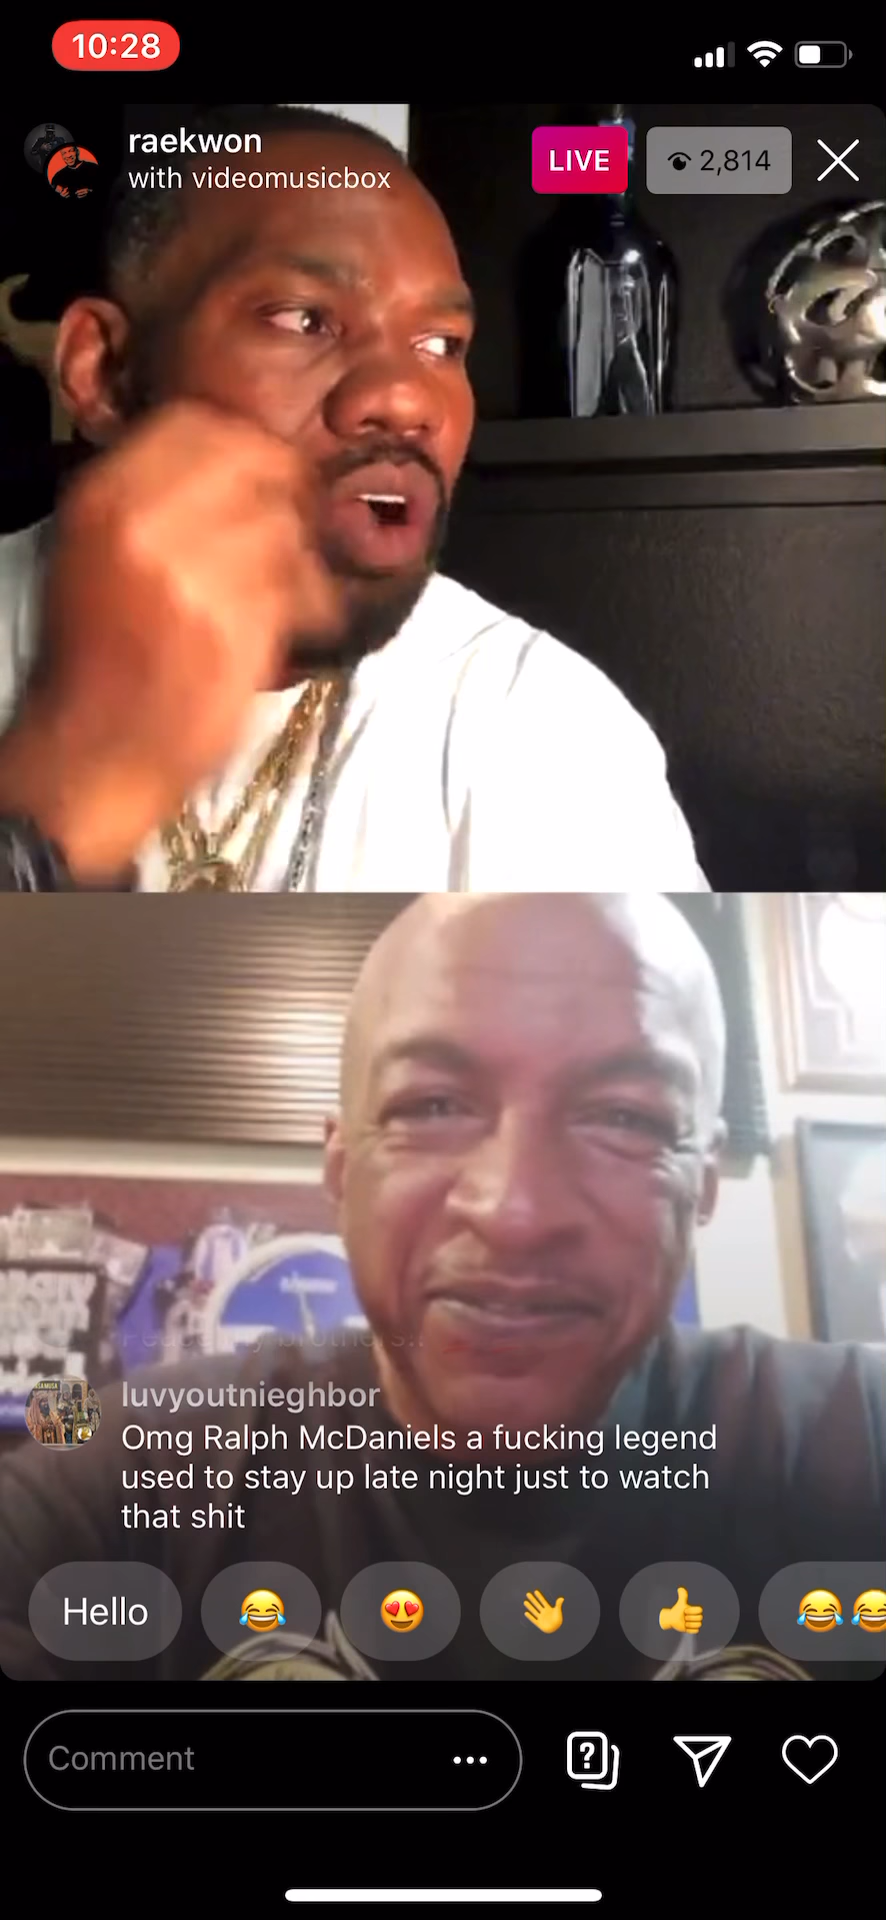 10:28
raekwon
with videomusicbox
LIVE
2,814
luvyoutnieghbor
Omg Ralph McDaniels a fucking legend
used to stay up late night just to watch
that shit
Hello
Comment